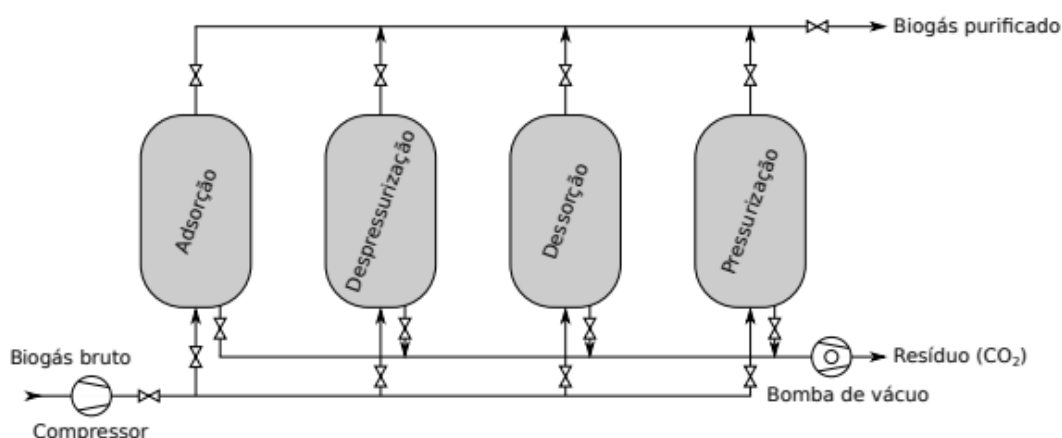 Biogás purificado
Adsorção
Despressurização
Dessorção
Pressurização
Biogás bruto
Resíduo (CO₂)
Bomba de vácuo
Compressor